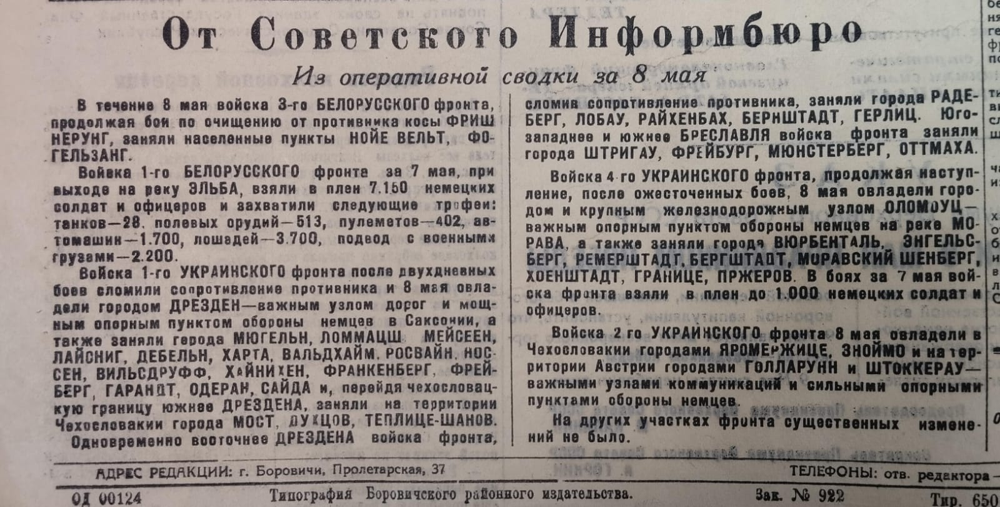 От Советского Информбюро
Из оперативной сводки за 8 мая
В течение 8 мая войска 3-го БЕЛОРУССКОГО фронта,
продолжая бои по очищению от противника косы ФРИШ
НЕРУНГ, заняли населенные пункты НОЙЕ ВЕЛЬТ, ФО-
ГЕЛЬЗАНГ.
Войвка 1-го БЕЛОРУССКОГО фронта за 7 мая, при
выходе на реку ЭЛЬБА, взяли в плен 7.150 немецких
солдат и офицеров и захватили следующие трофеи:
танков—28. полевых орудий—513, пулеметов—402, ав-
томашин—1.700, лошадей—3.700, подвод с военными
грузами—2.200.
Войска 1-го УКРАИНСКОГО фронта после двухдневных
боев сломили сопротивление противника и 8 мая овла-
дели городом ДРЕЗДЕН—важным узлом дорог и мощ-
ным опорным пунктом обороны немцев в Саксонии, а
также заняли города МЮГЕЛЬН, ЛОММАЦШ МЕЙСЕЕН,
ЛАЙСНИГ, ДЕБЕЛЬН, ХАРТА, ВАЛЬДХАЙМ. РОСВАЙН. НОС-
СЕН, ВИЛЬСДРУФФ, ХАЙНИХЕН, ФРАНКЕНБЕРГ, ФРЕЙ-
БЕРГ, ГАРАНДТ, ОДЕРАН, САЙДА и, перейдя чехословац-
кую границу южнее ДРЕЗДЕНА, заняли на территории
Чехословакии города МОСТ, ДУХЦОВ, ТЕПЛИЦЕ-ШАНОВ.
Одновременно восточнее ДРЕЗДЕНА войска фронта,
сломив сопротивление противника, заняли города РАДЕ-
БЕРГ, ЛОБАУ, РАЙХЕНБАХ, БЕРНШТАДТ, ГЕРЛИЦ. Юго-
западнее и южнее БРЕСЛАВЛЯ войска фронта заняли
города ШТРИГАУ, ФРЕЙБУРГ, МЮНСТЕРБЕРГ, ОТТМАХА.
Войска 4-го УКРАИНСКОГО фронта, продолжая наступ-
ление, после ожесточенных боев, 8 мая овладели горо-
дом и крупным железнодорожным узлом ОЛОМОУЦ—
важным опорным пунктом обороны немцев на реке МО-
РАВА, а также заняли города ВЮРБЕНТАЛЬ, ЭНГЕЛЬС-
БЕРГ, РЕМЕРШТАДТ, БЕРГШТАДТ, МОРАВСКИЙ ШЕНБЕРГ,
ХОЕНШТАДТ, ГРАНИЦЕ, ПРЖЕРОВ. В боях за 7 мая вой-
ска фронта взяли в плен до 1.000 немецких солдат и
офицеров.
Войска 2 го УКРАИНСКОГО фронта 8 мая овладели в
Чехословакии городами ЯРОМЕРЖИЦЕ, ЗНОЙМО и на тер-
ритории Австрии городами ГОЛЛАРУНН и ШТОККЕРАУ—
важными узлами коммуникаций и сильными опорными
пунктами обороны немцев.
На других участках фронта существенных измене-
ний не было.
АДРЕС РЕДАКЦИИ: г. Боровичи, Пролетарская, 37
ТЕЛЕФОНЫ: отв. редактора—
ОД 00124
Типография Боровичского районного издательства.
Зак. № 922
Тир. 650